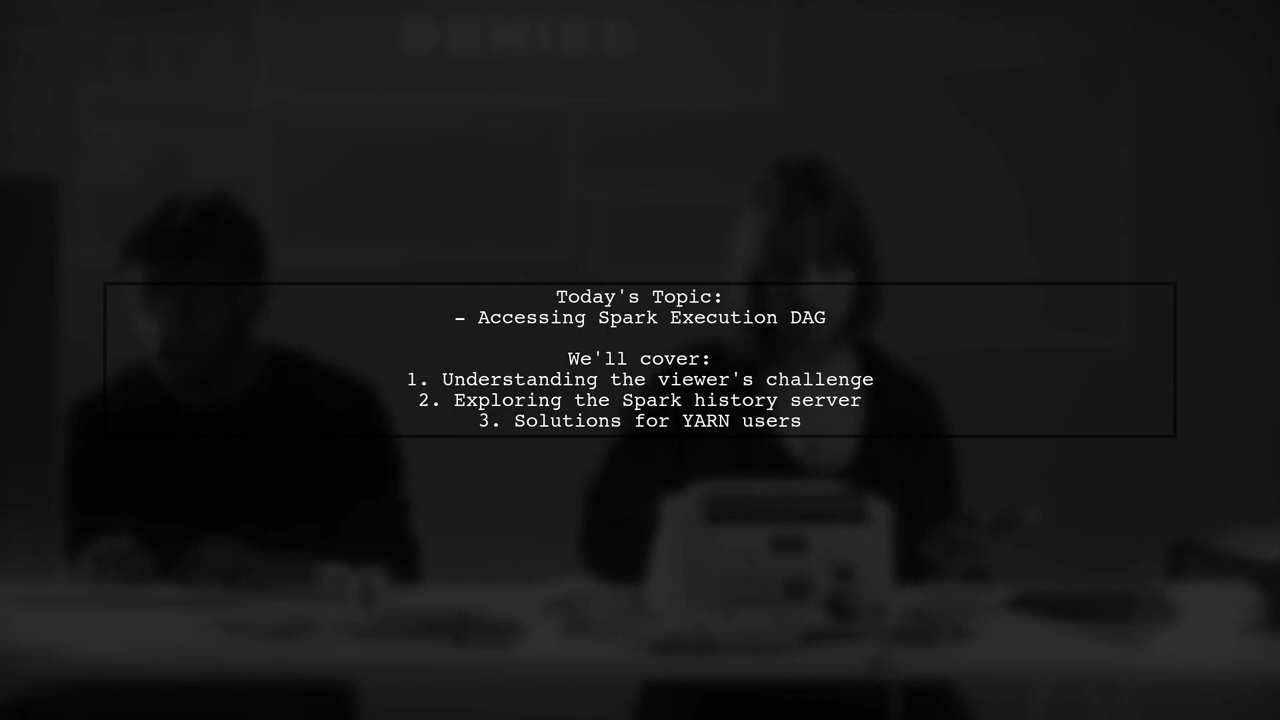 DENIED
Today's Topic:
- Accessing Spark Execution DAG
We'll cover:
1. Understanding the viewer's challenge
2. Exploring the Spark history server
3. Solutions for YARN users